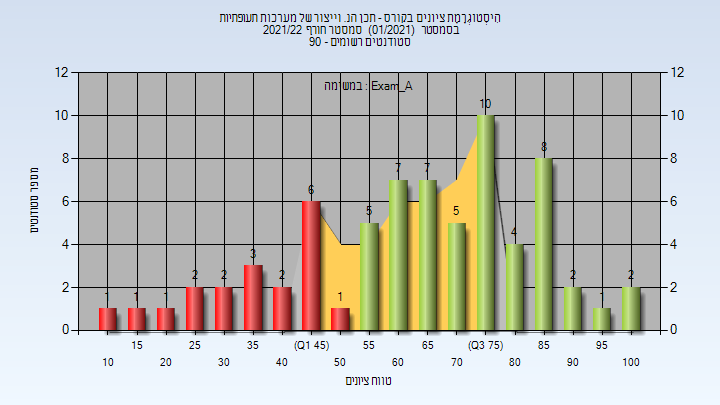 היסטוגרמת ציונים בקורס - תכן הנ. וייצור של מערכות תעופתיות
בסמסטר (01/2021) סמסטר חורף 2021/22
סטודנטים רשומים - 90
במשימה : Exam_A
מספר סטודנטים
12 12
10 10
8 8
6 6
4 4
2 2
0 0
1 1 1 2 2 3 2 6 1 5 7 7 5 10 4 8 2 1 2
15 25 35 (Q1 45) 55 65 (Q3 75) 85 95
10 20 30 40 50 60 70 80 90 100
טווח ציונים